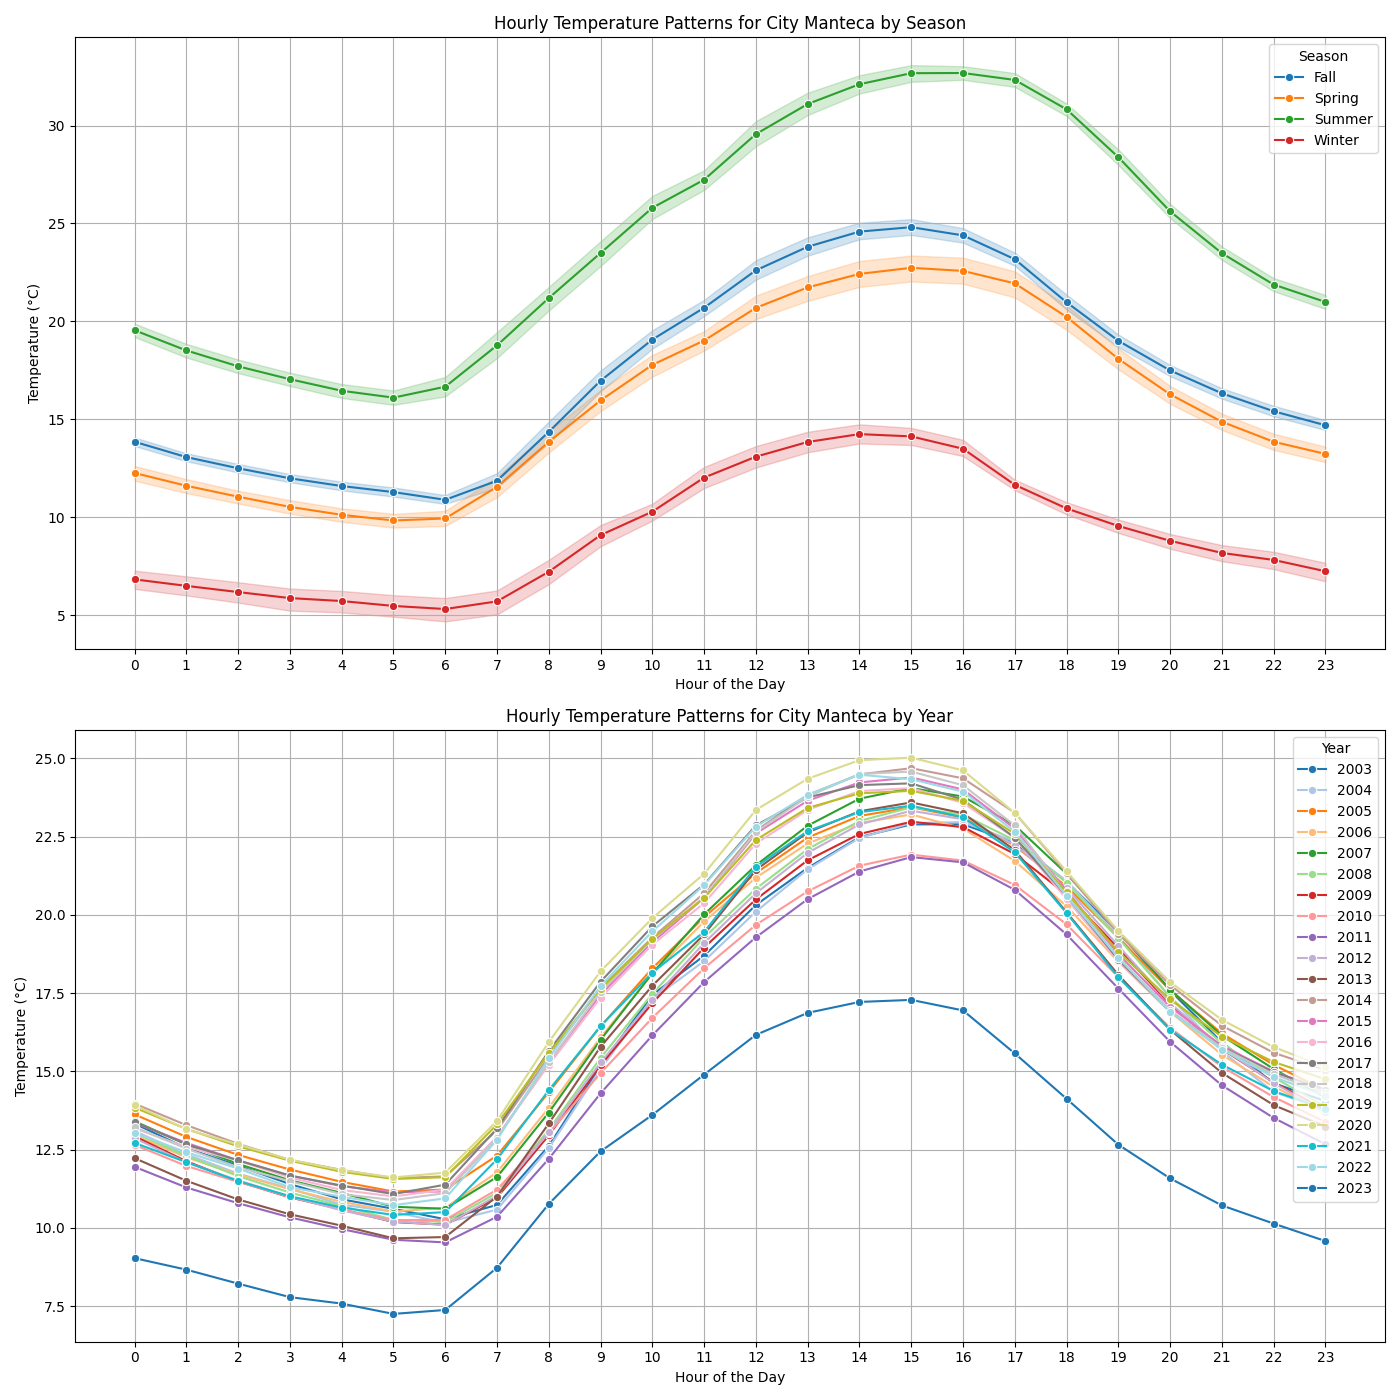 Hourly Temperature Patterns for City Manteca by Season
Season
Fall
Spring
Summer
Winter
Temperature (°C)
30
25
20
15
10
5
0 1 2 3 4 5 6 7 8 9 10 11 12 13 14 15 16 17 18 19 20 21 22 23
Hour of the Day
Hourly Temperature Patterns for City Manteca by Year
Year
2003
2004
2005
2006
2007
2008
2009
2010
2011
2012
2013
2014
2015
2016
2017
2018
2019
2020
2021
2022
2023
Temperature (°C)
25.0
22.5
20.0
17.5
15.0
12.5
10.0
7.5
0 1 2 3 4 5 6 7 8 9 10 11 12 13 14 15 16 17 18 19 20 21 22 23
Hour of the Day